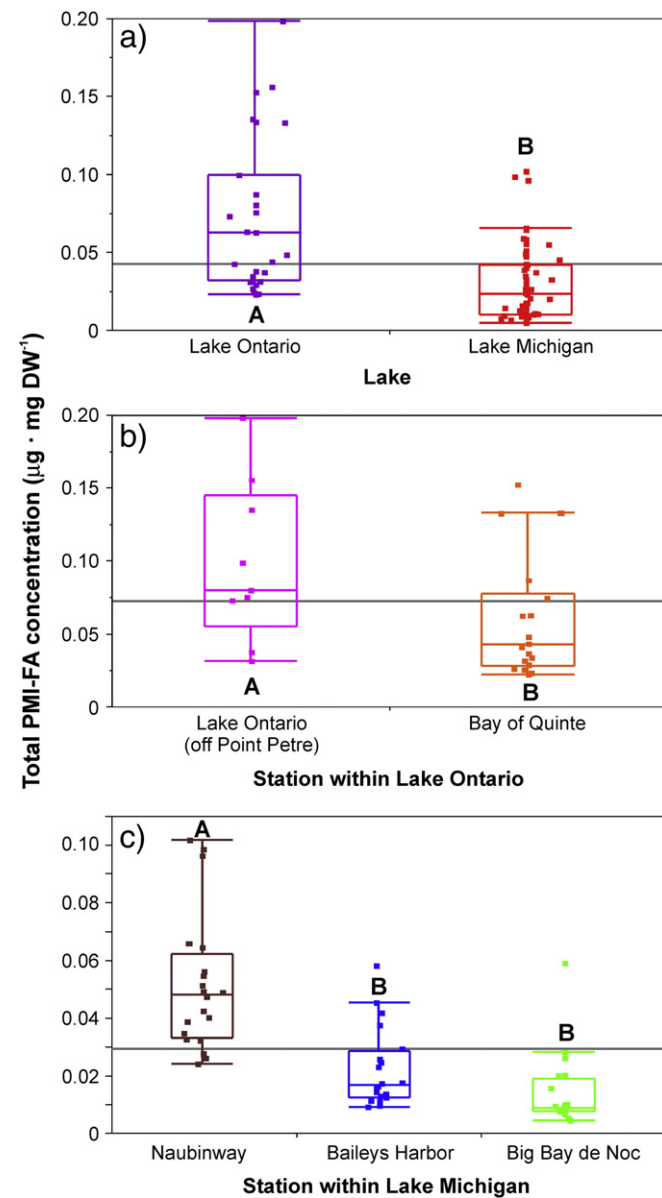 Total PMI-FA concentration (µg · mg DW⁻¹)
a)
0.20
0.15
0.10
0.05
0
A
B
Lake Ontario
Lake Michigan
Lake
b)
0.20
0.15
0.10
0.05
0
A
B
Lake Ontario
(off Point Petre)
Bay of Quinte
Station within Lake Ontario
c)
0.10
0.08
0.06
0.04
0.02
0
A
B
B
Naubinway
Baileys Harbor
Big Bay de Noc
Station within Lake Michigan